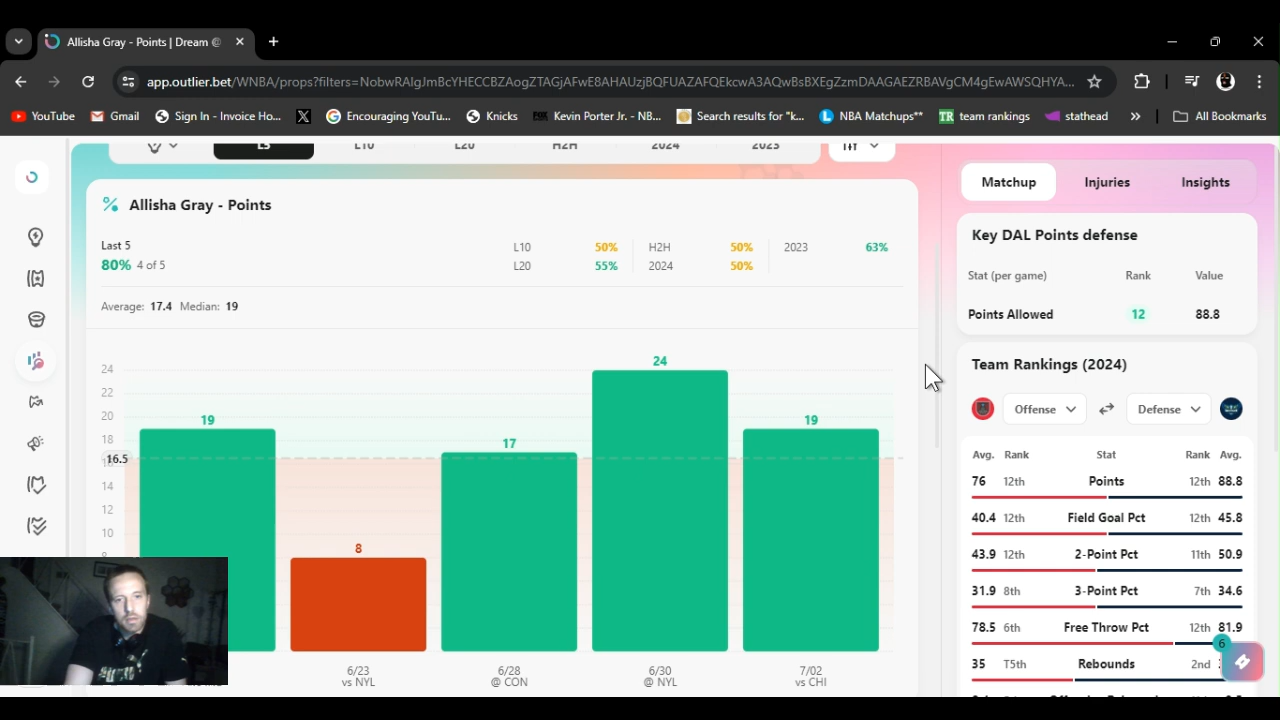 Allisha Gray - Points | Dream @
app.outlier.bet/WNBA/props?filters=NobwRAlgJmBcYHECCBZAogZTAGjAFwE8AHAUzjBQFUAZAFQEkcwA3AQwBsBXEgZzmDAAGAEZRBAVgCM4gEwAWSQHYA...
YouTube
Gmail
Sign In - Invoice Ho...
Encouraging YouTu...
Knicks
Kevin Porter Jr. - NB...
Search results for "k...
NBA Matchups**
TR team rankings
stathead
All Bookmarks
L5 L10 L20 H2H 2024 2023
Allisha Gray - Points
Last 5
80% 4 of 5
L10 50% H2H 50% 2023 63%
L20 55% 2024 50%
Average: 17.4 Median: 19
24
22
20
18
16.5
14
12
10
8
19
8
17
24
19
6/23
vs NYL
6/28
@ CON
6/30
@ NYL
7/02
vs CHI
Matchup Injuries Insights
Key DAL Points defense
Stat (per game) Rank Value
Points Allowed 12 88.8
Team Rankings (2024)
Offense Defense
Avg. Rank Stat Rank Avg.
76 12th Points 12th 88.8
40.4 12th Field Goal Pct 12th 45.8
43.9 12th 2-Point Pct 11th 50.9
31.9 8th 3-Point Pct 7th 34.6
78.5 6th Free Throw Pct 12th 81.9
6
35 T5th Rebounds 2nd